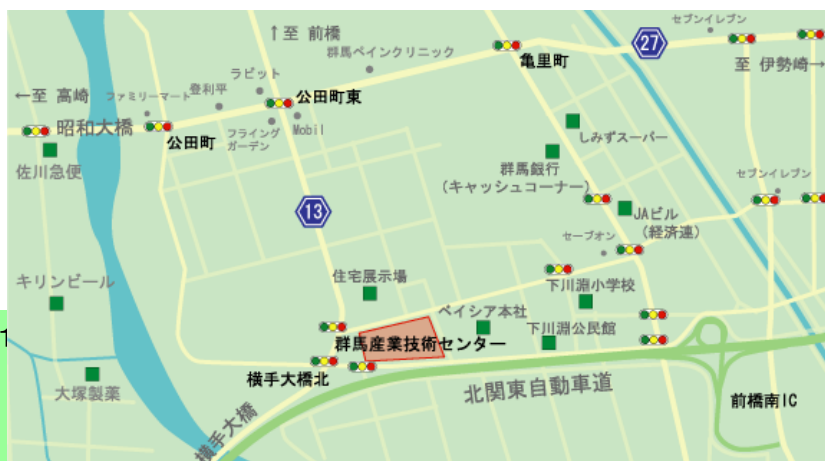 ↑至 前橋
群馬ペインクリニック
27
セブンイレブン
亀里町
至 伊勢崎→
←至 高崎
ファミリーマート
登利平
ラビット
公田町東
昭和大橋
公田町
フライング
ガーデン
Mobil
しみずスーパー
佐川急便
群馬銀行
(キャッシュコーナー)
セブンイレブン
13
JAビル
(経済連)
セーブオン
キリンビール
住宅展示場
下川淵小学校
ベイシア本社
下川淵公民館
群馬産業技術センター
横手大橋北
大塚製薬
北関東自動車道
前橋南IC
横手大橋